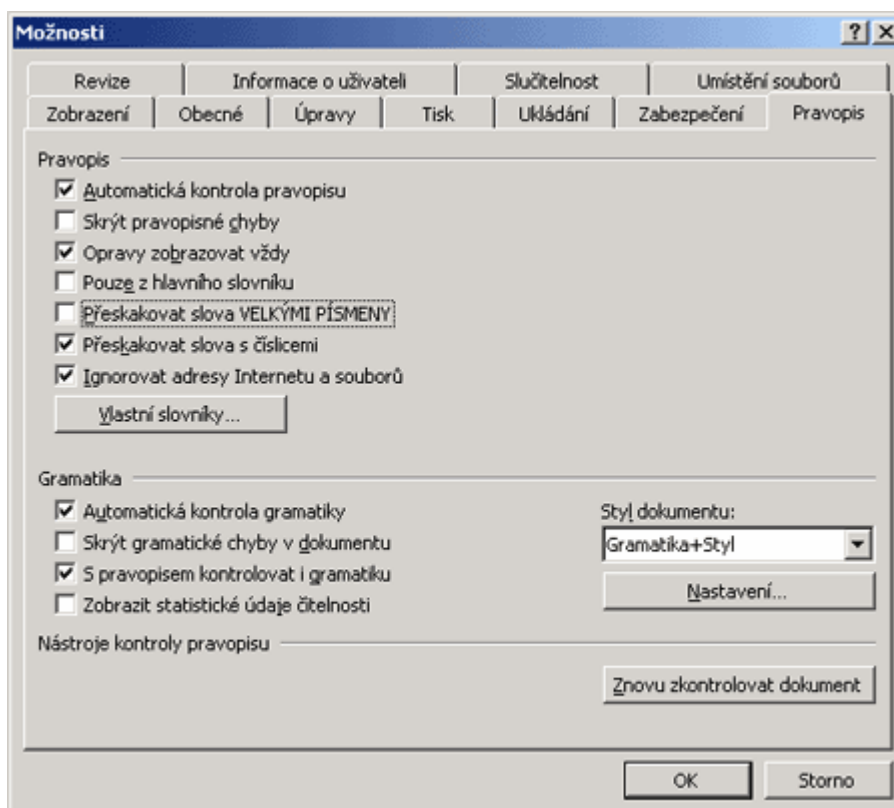 Možnosti
Revize Informace o uživateli Slučitelnost Umístění souborů
Zobrazení Obecné Úpravy Tisk Ukládání Zabezpečení Pravopis
Pravopis
Automatická kontrola pravopisu
Skrýt pravopisné chyby
Opravy zobrazovat vždy
Pouze z hlavního slovníku
Přeskakovat slova VELKÝMI PÍSMENY
Přeskakovat slova s číslicemi
Ignorovat adresy Internetu a souborů
Vlastní slovníky...
Gramatika
Automatická kontrola gramatiky Styl dokumentu:
Skrýt gramatické chyby v dokumentu Gramatika+Styl
S pravopisem kontrolovat i gramatiku Nastavení...
Zobrazit statistické údaje čitelnosti
Nástroje kontroly pravopisu
Znovu zkontrolovat dokument
OK Storno